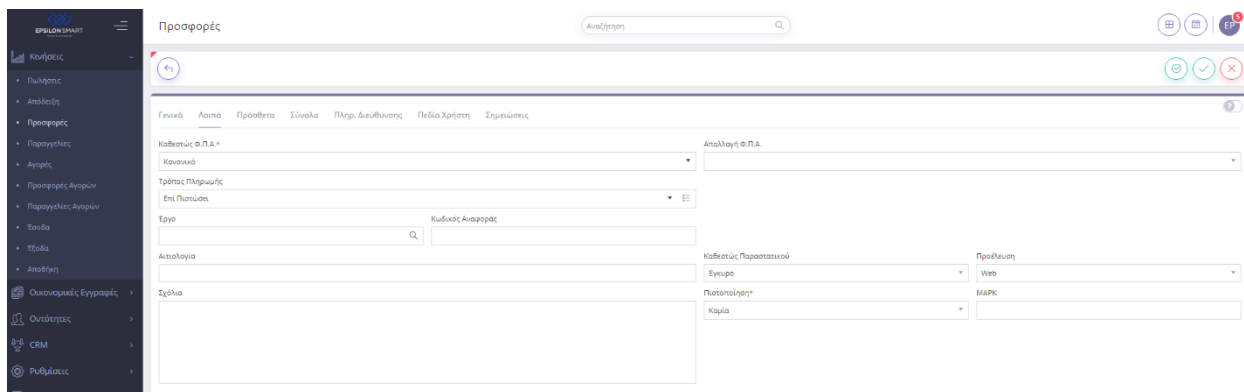 EPSILON SMART
Προσφορές
Αναζήτηση
EP
5
Κινήσεις
Πωλήσεις
Απόδειξη
Προσφορές
Παραγγελίες
Αγορές
Προσφορές Αγορών
Παραγγελίες Αγορών
Έσοδα
Έξοδα
Αποθήκη
Οικονομικές Εγγραφές
Οντότητες
CRM
Ρυθμίσεις
Γενικά Λοιπά Πρόσθετα Σύνολα Πληρ. Διεύθυνσης Πεδία Χρήστη Σημειώσεις
Καθεστώς Φ.Π.Α.* Απαλλαγή Φ.Π.Α.
Κανονικό
Τρόπος Πληρωμής
Επί Πιστώσει
Έργο Κωδικός Αναφοράς
Αιτιολογία Καθεστώς Παραστατικού Προέλευση
Έγκυρο Web
Σχόλια Πιστοποίηση* ΜΑΡΚ
Καμία